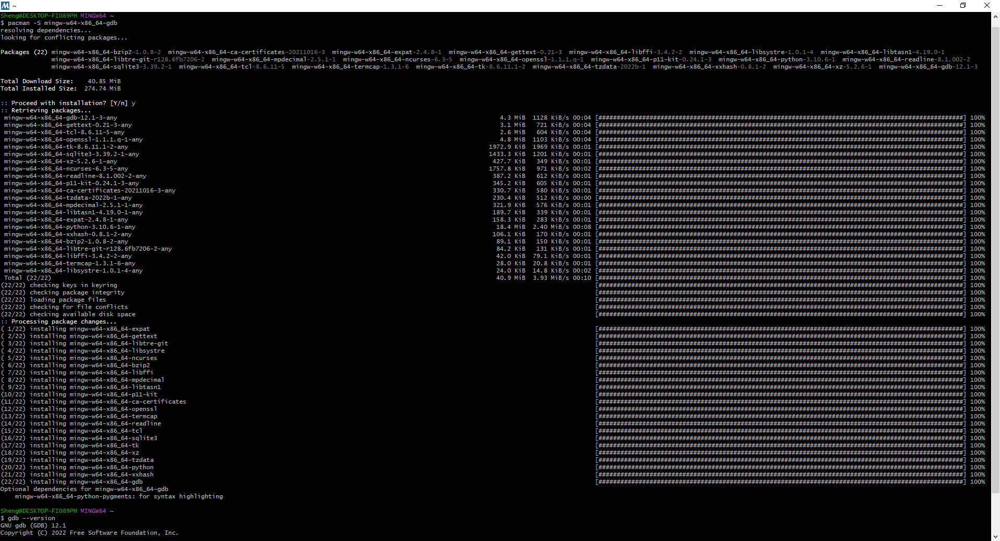 ~
Sheng@DESKTOP-FIO89PH MINGW64 ~
$ pacman -S mingw-w64-x86_64-gdb
resolving dependencies...
looking for conflicting packages...
Packages (22) mingw-w64-x86_64-bzip2-1.0.8-2  mingw-w64-x86_64-ca-certificates-20211016-3  mingw-w64-x86_64-expat-2.4.8-1  mingw-w64-x86_64-gettext-0.21-3  mingw-w64-x86_64-libffi-3.4.2-2  mingw-w64-x86_64-libsystre-1.0.1-4  mingw-w64-x86_64-libtasn1-4.19.0-1
mingw-w64-x86_64-libtre-git-r128.6fb7206-2  mingw-w64-x86_64-mpdecimal-2.5.1-1  mingw-w64-x86_64-ncurses-6.3-5  mingw-w64-x86_64-openssl-1.1.1.q-1  mingw-w64-x86_64-p11-kit-0.24.1-3  mingw-w64-x86_64-python-3.10.6-1  mingw-w64-x86_64-readline-8.1.002-2
mingw-w64-x86_64-sqlite3-3.39.2-1  mingw-w64-x86_64-tcl-8.6.11-5  mingw-w64-x86_64-termcap-1.3.1-6  mingw-w64-x86_64-tk-8.6.11.1-2  mingw-w64-x86_64-tzdata-2022b-1  mingw-w64-x86_64-xxhash-0.8.1-2  mingw-w64-x86_64-xz-5.2.6-1  mingw-w64-x86_64-gdb-12.1-3
Total Download Size:    40.85 MiB
Total Installed Size:  274.74 MiB
:: Proceed with installation? [Y/n] y
:: Retrieving packages...
mingw-w64-x86_64-gdb-12.1-3-any 4.3 MiB 1128 KiB/s 00:04 [####################################################################################################] 100%
mingw-w64-x86_64-gettext-0.21-3-any 3.1 MiB 721 KiB/s 00:04 [####################################################################################################] 100%
mingw-w64-x86_64-tcl-8.6.11-5-any 2.6 MiB 604 KiB/s 00:04 [####################################################################################################] 100%
mingw-w64-x86_64-openssl-1.1.1.q-1-any 4.8 MiB 1103 KiB/s 00:04 [####################################################################################################] 100%
mingw-w64-x86_64-tk-8.6.11.1-2-any 1972.9 KiB 1969 KiB/s 00:01 [####################################################################################################] 100%
mingw-w64-x86_64-sqlite3-3.39.2-1-any 1433.3 KiB 1201 KiB/s 00:01 [####################################################################################################] 100%
mingw-w64-x86_64-xz-5.2.6-1-any 427.7 KiB 349 KiB/s 00:01 [####################################################################################################] 100%
mingw-w64-x86_64-ncurses-6.3-5-any 1757.8 KiB 971 KiB/s 00:02 [####################################################################################################] 100%
mingw-w64-x86_64-readline-8.1.002-2-any 387.2 KiB 612 KiB/s 00:01 [####################################################################################################] 100%
mingw-w64-x86_64-p11-kit-0.24.1-3-any 345.2 KiB 605 KiB/s 00:01 [####################################################################################################] 100%
mingw-w64-x86_64-ca-certificates-20211016-3-any 330.7 KiB 580 KiB/s 00:01 [####################################################################################################] 100%
mingw-w64-x86_64-tzdata-2022b-1-any 230.4 KiB 512 KiB/s 00:00 [####################################################################################################] 100%
mingw-w64-x86_64-mpdecimal-2.5.1-1-any 321.9 KiB 576 KiB/s 00:01 [####################################################################################################] 100%
mingw-w64-x86_64-libtasn1-4.19.0-1-any 189.7 KiB 339 KiB/s 00:01 [####################################################################################################] 100%
mingw-w64-x86_64-expat-2.4.8-1-any 158.3 KiB 283 KiB/s 00:01 [####################################################################################################] 100%
mingw-w64-x86_64-python-3.10.6-1-any 18.4 MiB 2.40 MiB/s 00:08 [####################################################################################################] 100%
mingw-w64-x86_64-xxhash-0.8.1-2-any 106.1 KiB 170 KiB/s 00:01 [####################################################################################################] 100%
mingw-w64-x86_64-bzip2-1.0.8-2-any 89.1 KiB 150 KiB/s 00:01 [####################################################################################################] 100%
mingw-w64-x86_64-libtre-git-r128.6fb7206-2-any 84.2 KiB 131 KiB/s 00:01 [####################################################################################################] 100%
mingw-w64-x86_64-libffi-3.4.2-2-any 42.0 KiB 79.1 KiB/s 00:01 [####################################################################################################] 100%
mingw-w64-x86_64-termcap-1.3.1-6-any 28.0 KiB 20.8 KiB/s 00:01 [####################################################################################################] 100%
mingw-w64-x86_64-libsystre-1.0.1-4-any 24.0 KiB 14.8 KiB/s 00:02 [####################################################################################################] 100%
Total (22/22) 40.9 MiB 3.93 MiB/s 00:10 [####################################################################################################] 100%
(22/22) checking keys in keyring [####################################################################################################] 100%
(22/22) checking package integrity [####################################################################################################] 100%
(22/22) loading package files [####################################################################################################] 100%
(22/22) checking for file conflicts [####################################################################################################] 100%
(22/22) checking available disk space [####################################################################################################] 100%
:: Processing package changes...
( 1/22) installing mingw-w64-x86_64-expat [####################################################################################################] 100%
( 2/22) installing mingw-w64-x86_64-gettext [####################################################################################################] 100%
( 3/22) installing mingw-w64-x86_64-libtre-git [####################################################################################################] 100%
( 4/22) installing mingw-w64-x86_64-libsystre [####################################################################################################] 100%
( 5/22) installing mingw-w64-x86_64-ncurses [####################################################################################################] 100%
( 6/22) installing mingw-w64-x86_64-bzip2 [####################################################################################################] 100%
( 7/22) installing mingw-w64-x86_64-libffi [####################################################################################################] 100%
( 8/22) installing mingw-w64-x86_64-mpdecimal [####################################################################################################] 100%
( 9/22) installing mingw-w64-x86_64-libtasn1 [####################################################################################################] 100%
(10/22) installing mingw-w64-x86_64-p11-kit [####################################################################################################] 100%
(11/22) installing mingw-w64-x86_64-ca-certificates [####################################################################################################] 100%
(12/22) installing mingw-w64-x86_64-openssl [####################################################################################################] 100%
(13/22) installing mingw-w64-x86_64-termcap [####################################################################################################] 100%
(14/22) installing mingw-w64-x86_64-readline [####################################################################################################] 100%
(15/22) installing mingw-w64-x86_64-tcl [####################################################################################################] 100%
(16/22) installing mingw-w64-x86_64-sqlite3 [####################################################################################################] 100%
(17/22) installing mingw-w64-x86_64-tk [####################################################################################################] 100%
(18/22) installing mingw-w64-x86_64-xz [####################################################################################################] 100%
(19/22) installing mingw-w64-x86_64-tzdata [####################################################################################################] 100%
(20/22) installing mingw-w64-x86_64-python [####################################################################################################] 100%
(21/22) installing mingw-w64-x86_64-xxhash [####################################################################################################] 100%
(22/22) installing mingw-w64-x86_64-gdb [####################################################################################################] 100%
Optional dependencies for mingw-w64-x86_64-gdb
mingw-w64-x86_64-python-pygments: for syntax highlighting
Sheng@DESKTOP-FIO89PH MINGW64 ~
$ gdb --version
GNU gdb (GDB) 12.1
Copyright (C) 2022 Free Software Foundation, Inc.